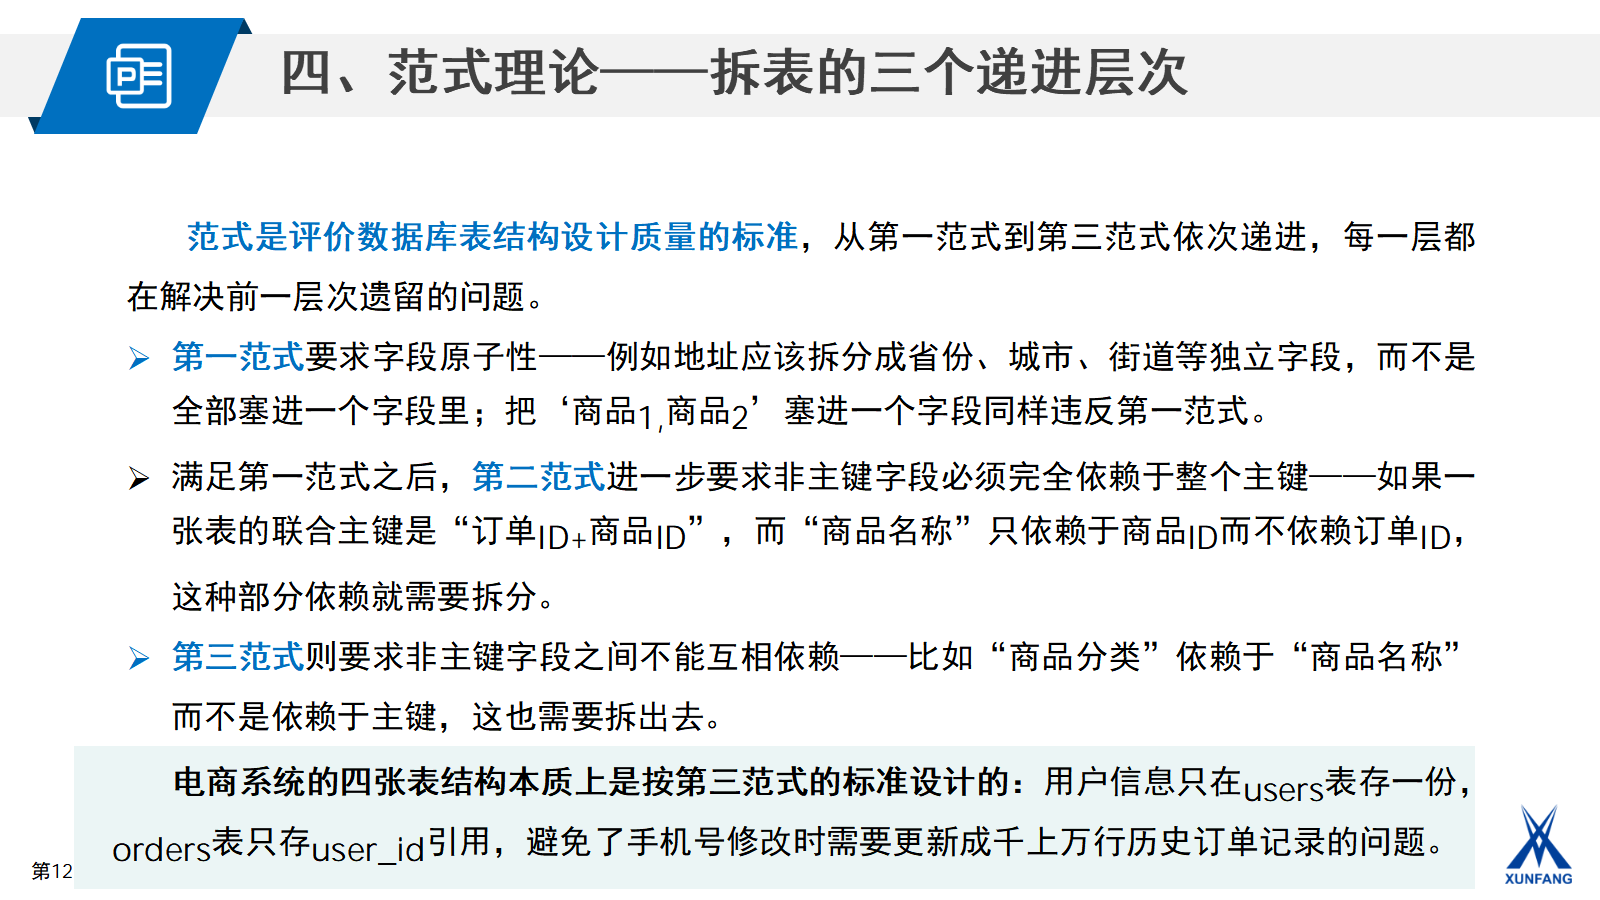 四、范式理论——拆表的三个递进层次
范式是评价数据库表结构设计质量的标准，从第一范式到第三范式依次递进，每一层都
在解决前一层次遗留的问题。
第一范式要求字段原子性——例如地址应该拆分成省份、城市、街道等独立字段，而不是
全部塞进一个字段里；把‘商品1,商品2’塞进一个字段同样违反第一范式。
满足第一范式之后，第二范式进一步要求非主键字段必须完全依赖于整个主键——如果一
张表的联合主键是“订单ID+商品ID”，而“商品名称”只依赖于商品ID而不依赖订单ID，
这种部分依赖就需要拆分。
第三范式则要求非主键字段之间不能互相依赖——比如“商品分类”依赖于“商品名称”
而不是依赖于主键，这也需要拆出去。
电商系统的四张表结构本质上是按第三范式的标准设计的：用户信息只在users表存一份，
orders表只存user_id引用，避免了手机号修改时需要更新成千上万行历史订单记录的问题。
第12
XUNFANG